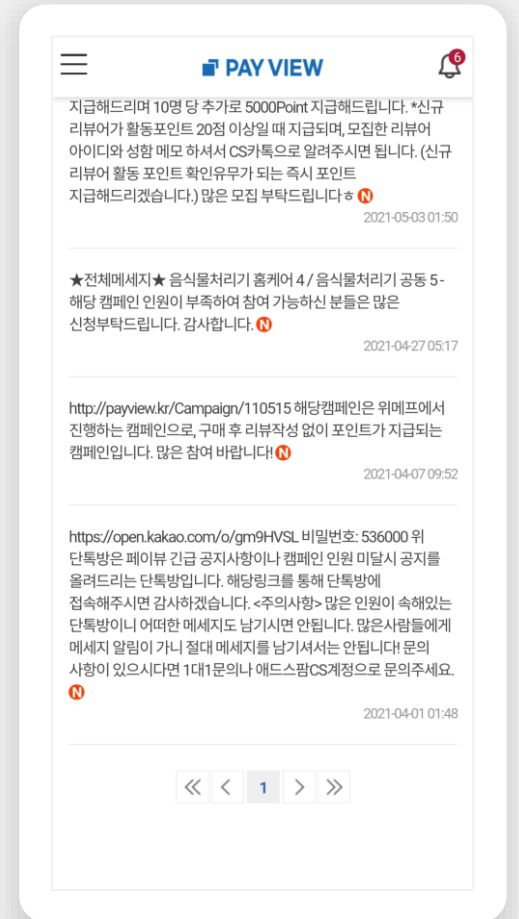 6
PAY VIEW
지급해드리며 10명 당 추가로 5000Point 지급해드립니다. *신규
리뷰어가 활동포인트 20점 이상일 때 지급되며, 모집한 리뷰어
아이디와 성함 메모 하셔서 CS카톡으로 알려주시면 됩니다. (신규
리뷰어 활동 포인트 확인유무가 되는 즉시 포인트
지급해드리겠습니다.) 많은 모집 부탁드립니다ㅎ N
2021-05-03 01:50
★전체메세지★ 음식물처리기 홈케어 4 / 음식물처리기 공동 5 -
해당 캠페인 인원이 부족하여 참여 가능하신 분들은 많은
신청부탁드립니다. 감사합니다. N
2021-04-27 05:17
http://payview.kr/Campaign/110515 해당캠페인은 위메프에서
진행하는 캠페인으로, 구매 후 리뷰작성 없이 포인트가 지급되는
캠페인입니다. 많은 참여 바랍니다! N
2021-04-07 09:52
https://open.kakao.com/o/gm9HVSL 비밀번호: 536000 위
단톡방은 페이뷰 긴급 공지사항이나 캠페인 인원 미달시 공지를
올려드리는 단톡방입니다. 해당링크를 통해 단톡방에
접속해주시면 감사하겠습니다. <주의사항> 많은 인원이 속해있는
단톡방이니 어떠한 메세지도 남기시면 안됩니다. 많은사람들에게
메세지 알림이 가니 절대 메세지를 남기셔서는 안됩니다! 문의
사항이 있으시다면 1대1문의나 애드스팜CS계정으로 문의주세요.
N
2021-04-01 01:48
1